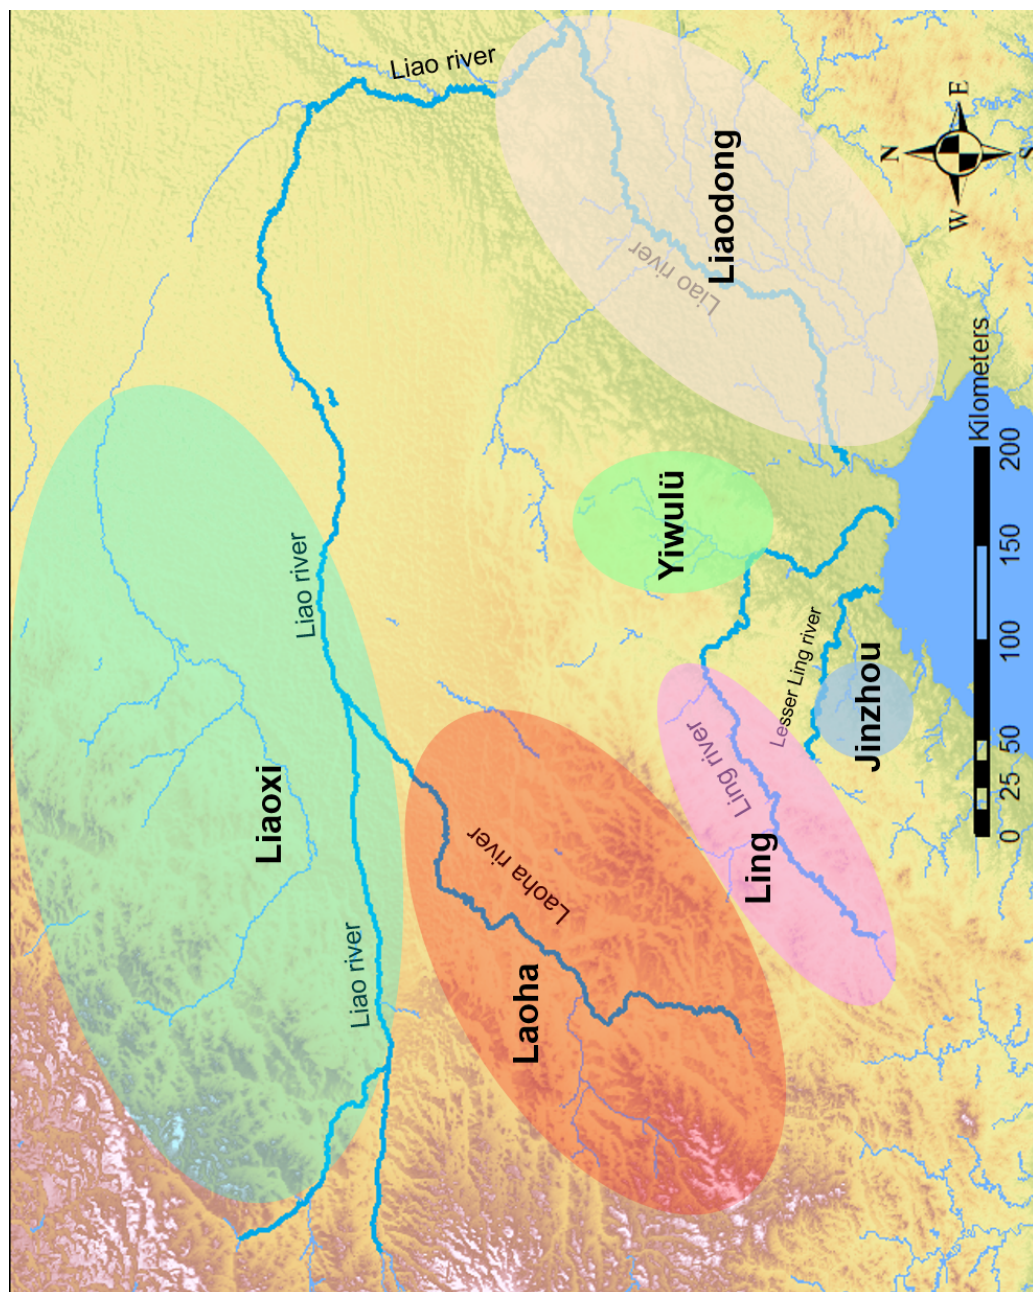 Liaoxi
Liao river
Liao river
Liao river
Laoha river
Laoha
Liao river
Yiwulü
Liaodong
Ling river
Ling
Lesser Ling river
Jinzhou
N
W E
S
Kilometers
0 25 50 100 150 200